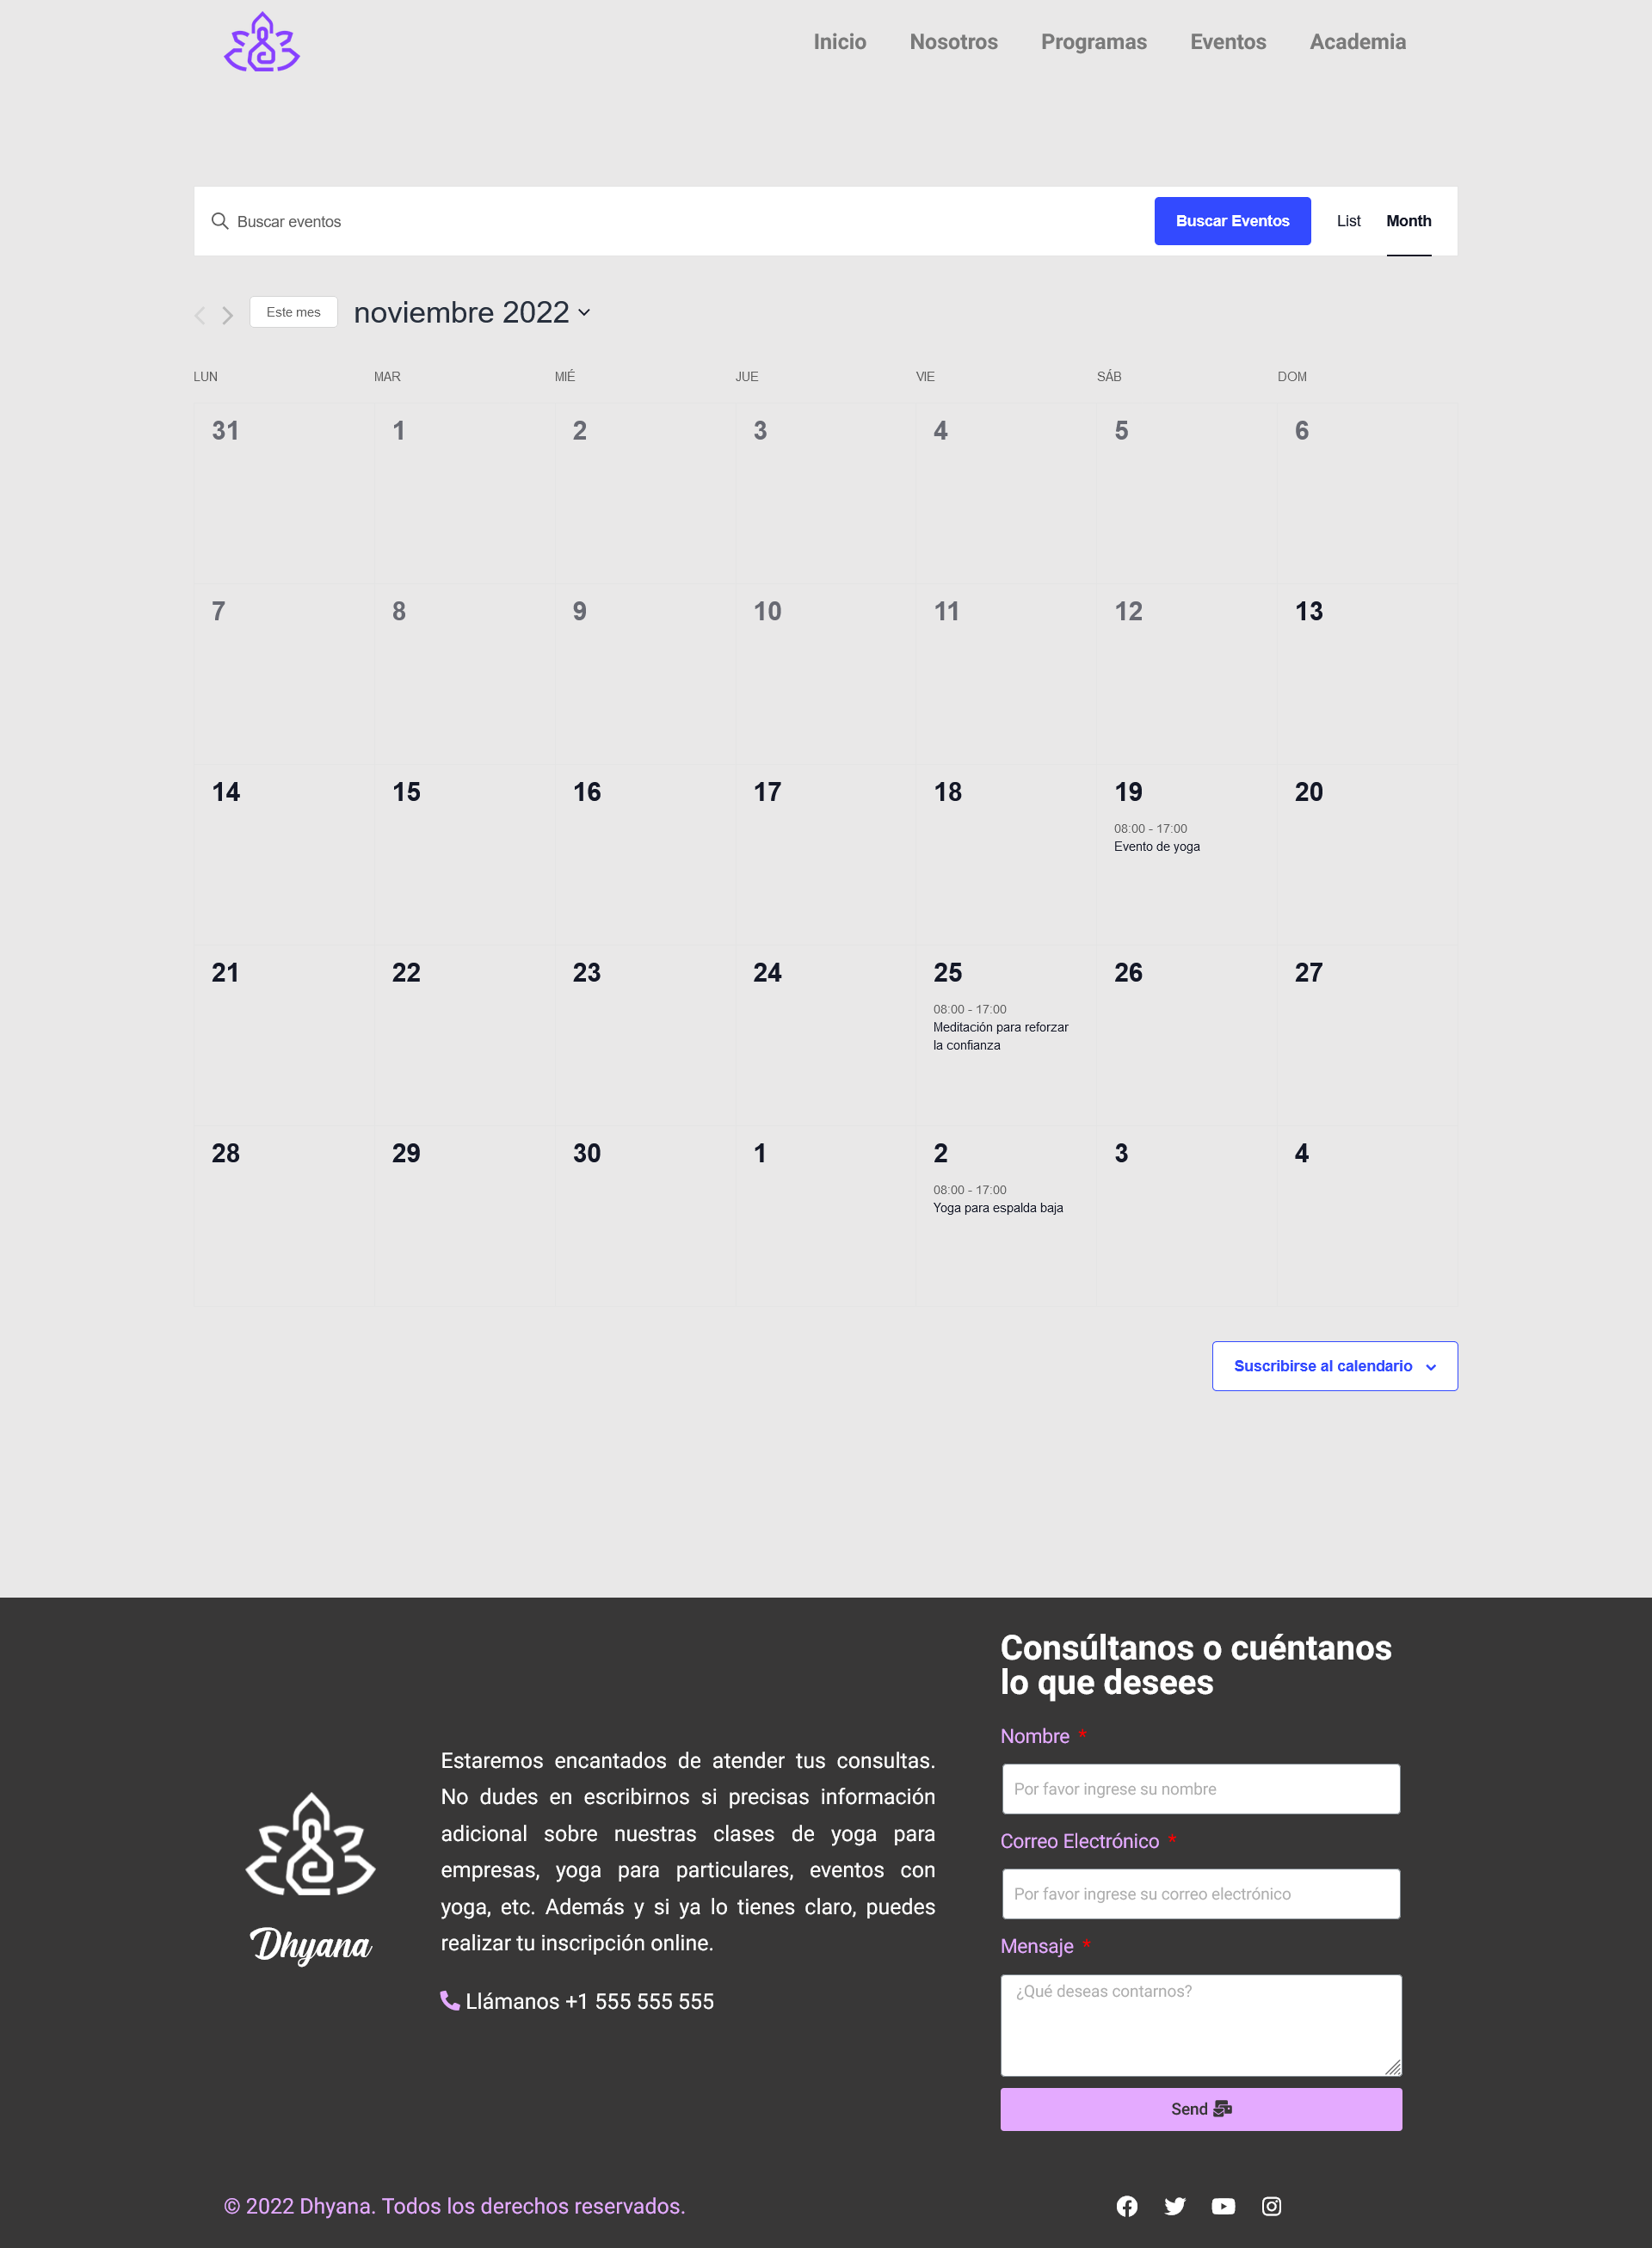 Inicio Nosotros Programas Eventos Academia
Buscar eventos Buscar Eventos List Month
Este mes noviembre 2022
LUN MAR MIÉ JUE VIE SÁB DOM
31 1 2 3 4 5 6
7 8 9 10 11 12 13
14 15 16 17 18 19 20
08:00 - 17:00
Evento de yoga
21 22 23 24 25 26 27
08:00 - 17:00
Meditación para reforzar
la confianza
28 29 30 1 2 3 4
08:00 - 17:00
Yoga para espalda baja
Suscribirse al calendario
Dhyana
Estaremos encantados de atender tus consultas.
No dudes en escribirnos si precisas información
adicional sobre nuestras clases de yoga para
empresas, yoga para particulares, eventos con
yoga, etc. Además y si ya lo tienes claro, puedes
realizar tu inscripción online.
Llámanos +1 555 555 555
Consúltanos o cuéntanos
lo que desees
Nombre *
Por favor ingrese su nombre
Correo Electrónico *
Por favor ingrese su correo electrónico
Mensaje *
¿Qué deseas contarnos?
Send
© 2022 Dhyana. Todos los derechos reservados.